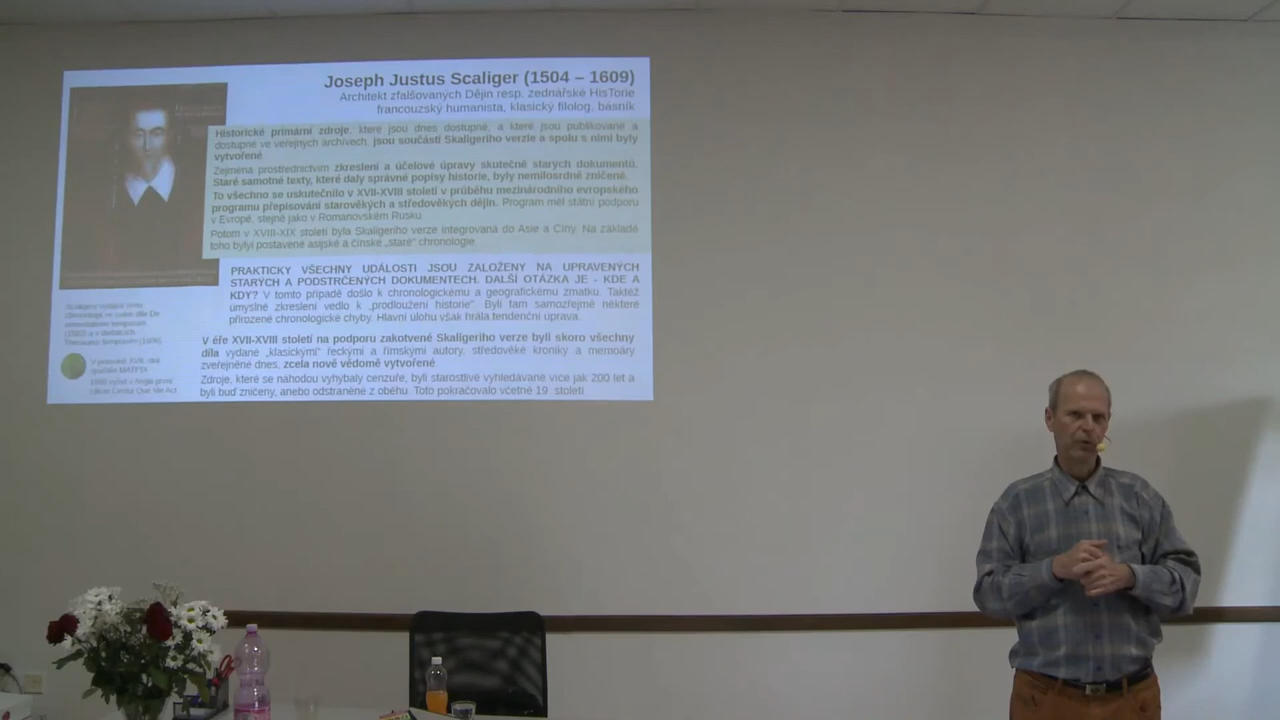 Joseph Justus Scaliger (1504 – 1609)
Architekt zfalšovaných Dějin resp. zednářské HisTorie
francouzský humanista, klasický filolog, básník
Historické primární zdroje, které jsou dnes dostupné, a které jsou publikované a
dostupné ve veřejných archívech, jsou součástí Skaligeriho verzie a spolu s nimi byly
vytvořené
Zejména prostřednictvím zkreslení a účelové úpravy skutečně starých dokumentů.
Staré samotné texty, které daly správné popisy historie, byly nemilosrdně zničené.
To všechno se uskutečnilo v XVII-XVIII století v průběhu mezinárodního evropského
programu přepisování starověkých a středověkých dějin. Program měl státní podporu
v Evropě, stejně jako v Romanovském Rusku
Potom v XVIII-XIX století byla Skaligeriho verze integrovaná do Asie a Číny. Na základě
toho bylyi postavené asijské a čínské „staré“ chronologie
PRAKTICKY VŠECHNY UDÁLOSTI JSOU ZALOŽENY NA UPRAVENÝCH
STARÝCH A PODSTRČENÝCH DOKUMENTECH. DALŠÍ OTÁZKA JE - KDE A
KDY? V tomto případě došlo k chronologickému a geografickému zmatku. Taktéž
úmyslné zkreslení vedlo k „prodloužení historie“. Byli tam samozřejmě některé
přirozené chronologické chyby. Hlavní úlohu však hrála tendenční úprava.
V éře XVII-XVIII století na podporu zakotvené Skaligeriho verze byli skoro všechny
díla vydané „klasickými“ řeckými a římskými autory, středověké kroniky a memoáry
zveřejněné dnes, zcela nově vědomě vytvořené
Zdroje, které se náhodou vyhýbaly cenzuře, byli starostlivě vyhledávané více jak 200 let a
byli buď zničeny, anebo odstraněné z oběhu. Toto pokračovalo včetně 19. století